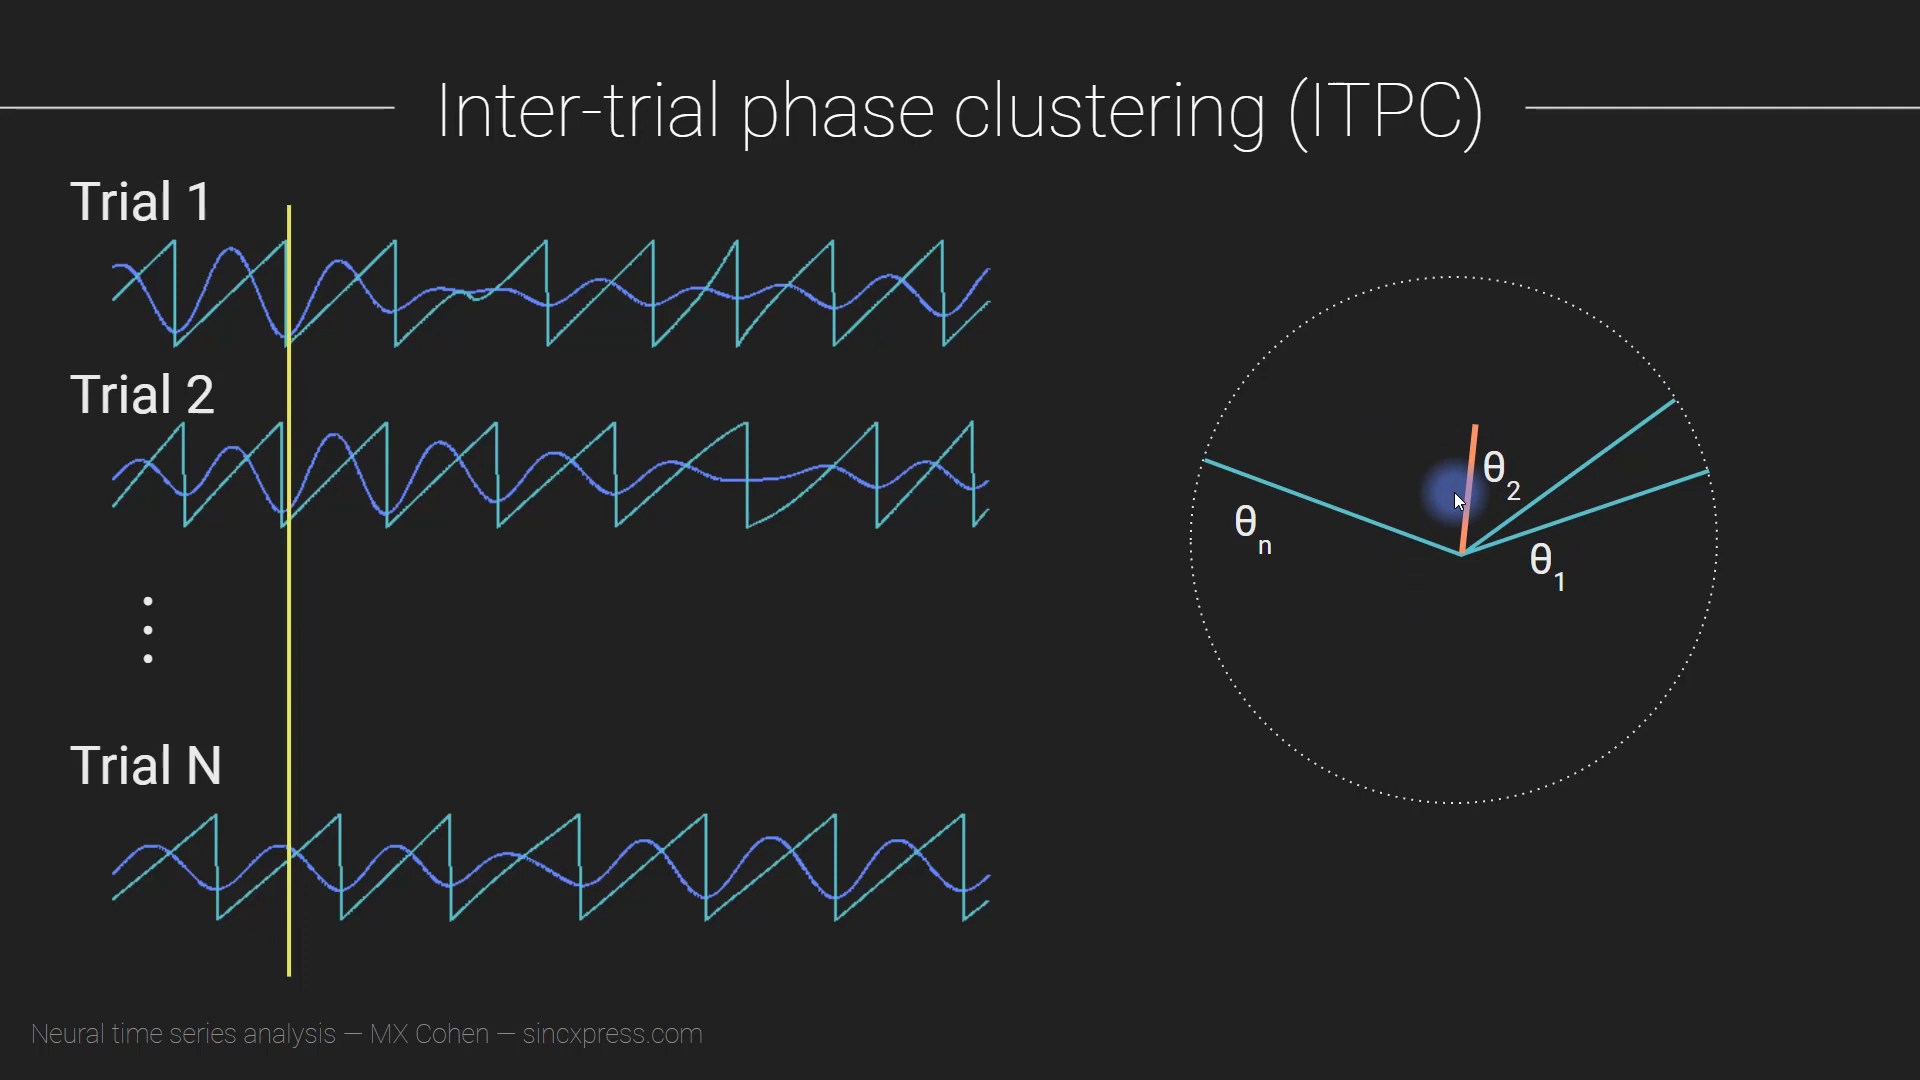 Inter-trial phase clustering (ITPC)
Trial 1
Trial 2
Trial N
θ2
θn
θ1
Neural time series analysis — MX Cohen — sincxpress.com